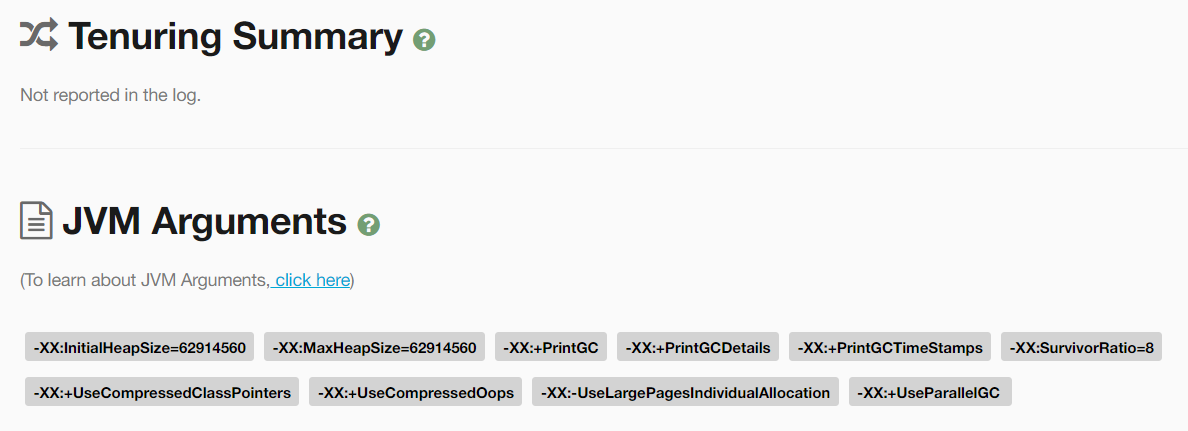 Tenuring Summary ?
Not reported in the log.
JVM Arguments ?
(To learn about JVM Arguments, click here)
-XX:InitialHeapSize=62914560 -XX:MaxHeapSize=62914560 -XX:+PrintGC -XX:+PrintGCDetails -XX:+PrintGCTimeStamps -XX:SurvivorRatio=8
-XX:+UseCompressedClassPointers -XX:+UseCompressedOops -XX:-UseLargePagesIndividualAllocation -XX:+UseParallelGC